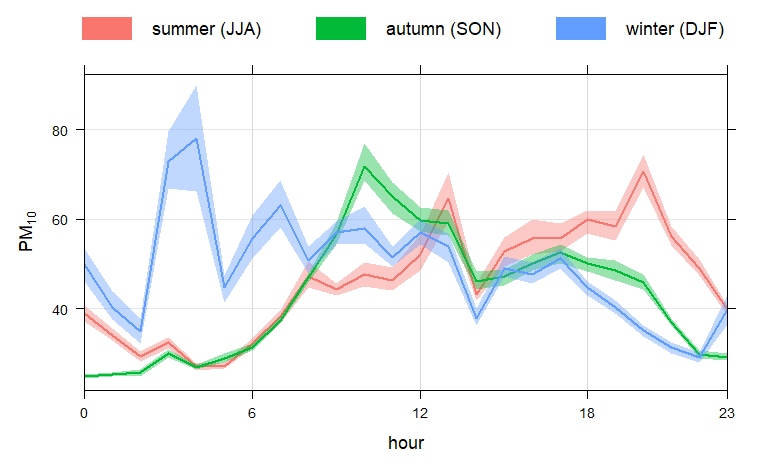 summer (JJA) autumn (SON) winter (DJF)
80
60
40
PM₁₀
0 6 12 18 23
hour